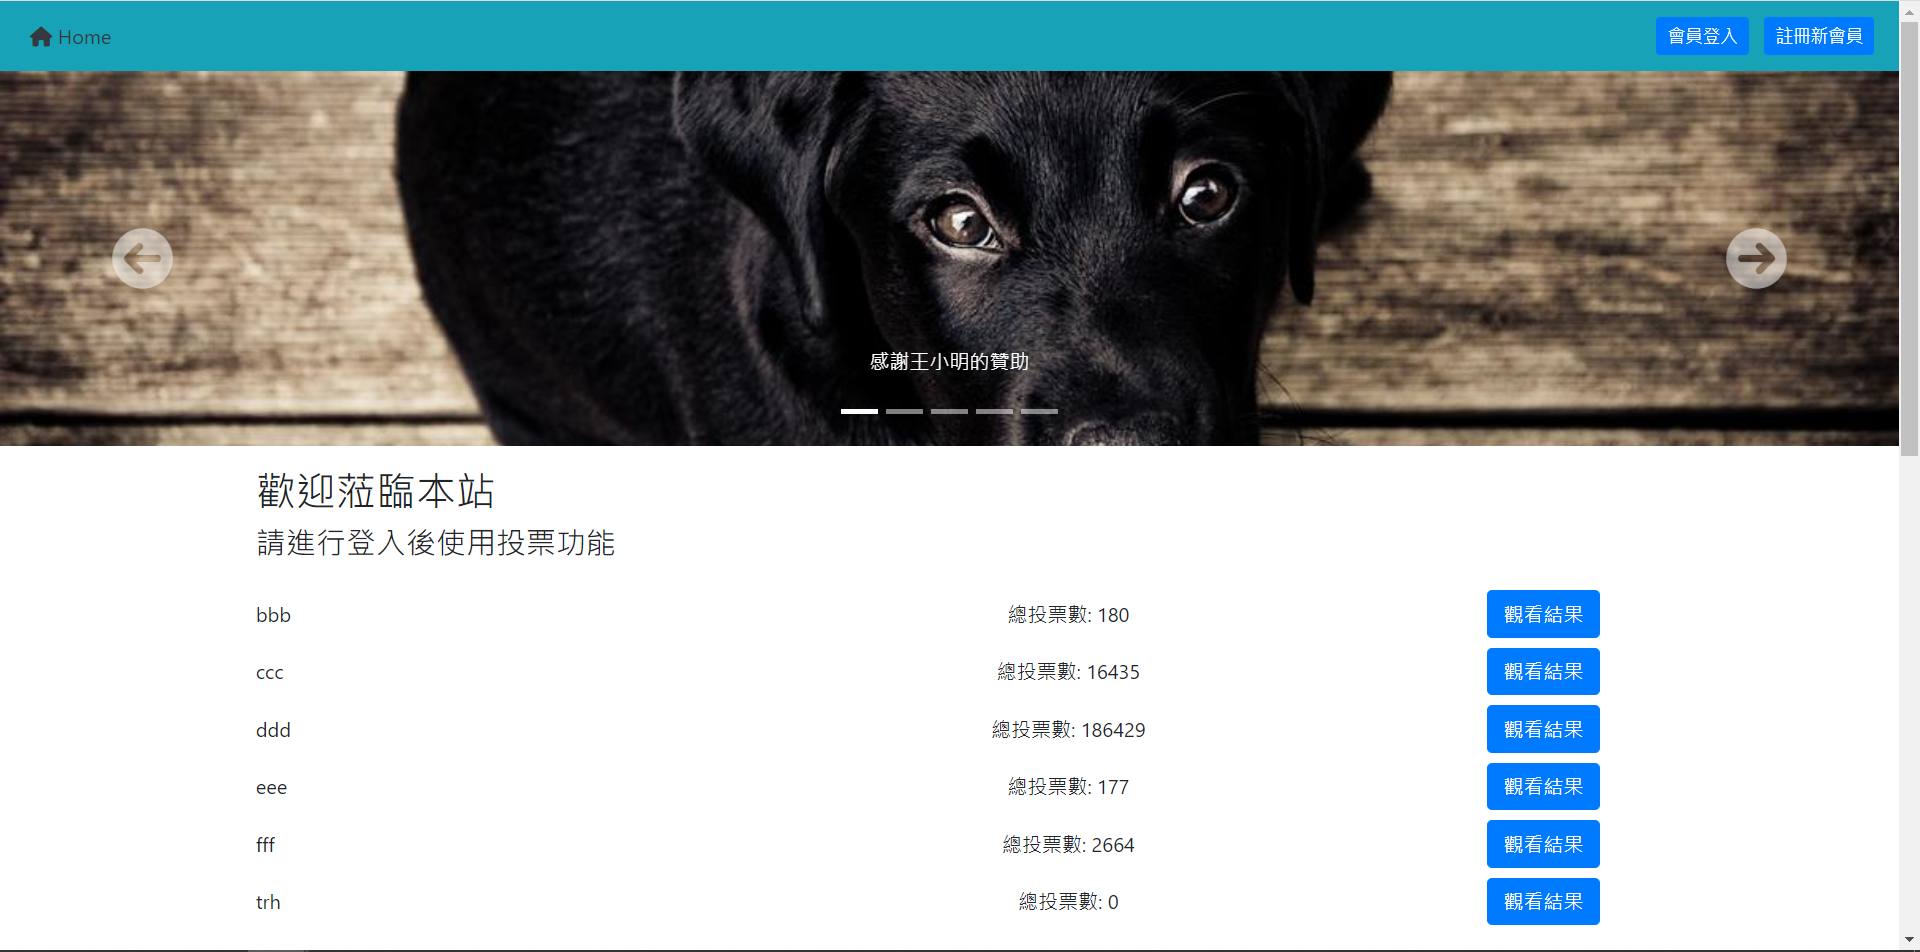 Home
會員登入
註冊新會員
感謝王小明的贊助
歡迎蒞臨本站
請進行登入後使用投票功能
bbb 總投票數: 180 觀看結果
ccc 總投票數: 16435 觀看結果
ddd 總投票數: 186429 觀看結果
eee 總投票數: 177 觀看結果
fff 總投票數: 2664 觀看結果
trh 總投票數: 0 觀看結果